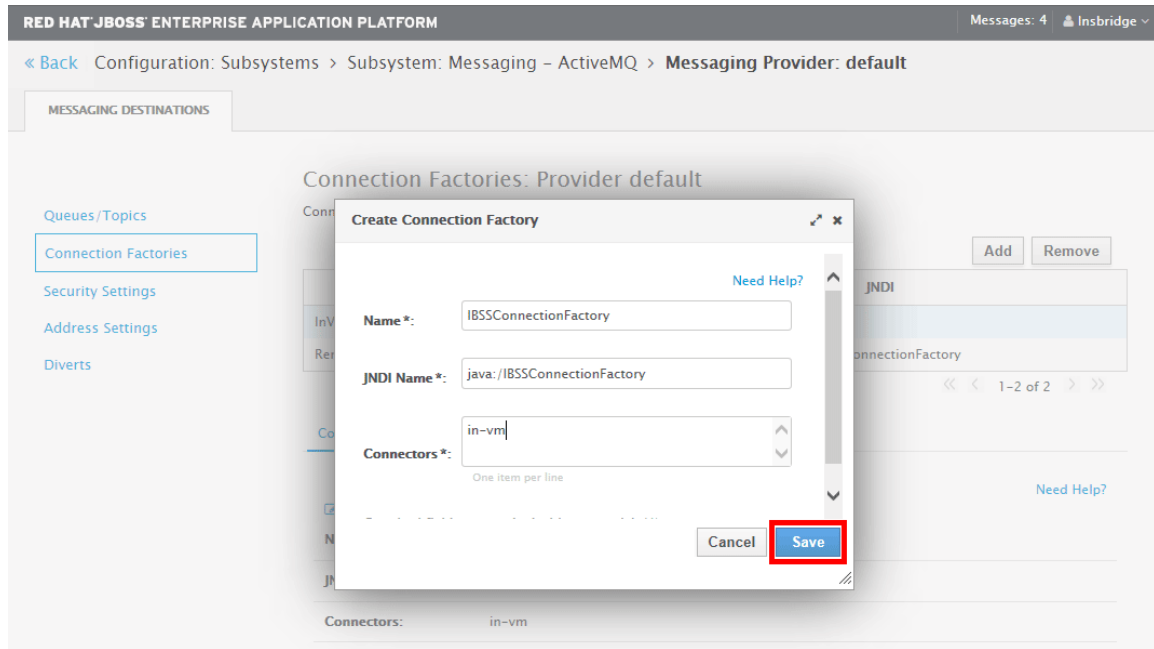 RED HAT JBOSS ENTERPRISE APPLICATION PLATFORM Messages: 4 Insbridge
« Back Configuration: Subsystems > Subsystem: Messaging – ActiveMQ > Messaging Provider: default
MESSAGING DESTINATIONS
Connection Factories: Provider default
Queues/Topics
Connection Factories
Security Settings
Address Settings
Diverts
Create Connection Factory
Add Remove
Need Help?
JNDI
Name*: IBSSConnectionFactory
JNDI Name*: java:/IBSSConnectionFactory
1-2 of 2
Connectors*: in-vm
One item per line
Need Help?
Cancel Save
Connectors: in-vm